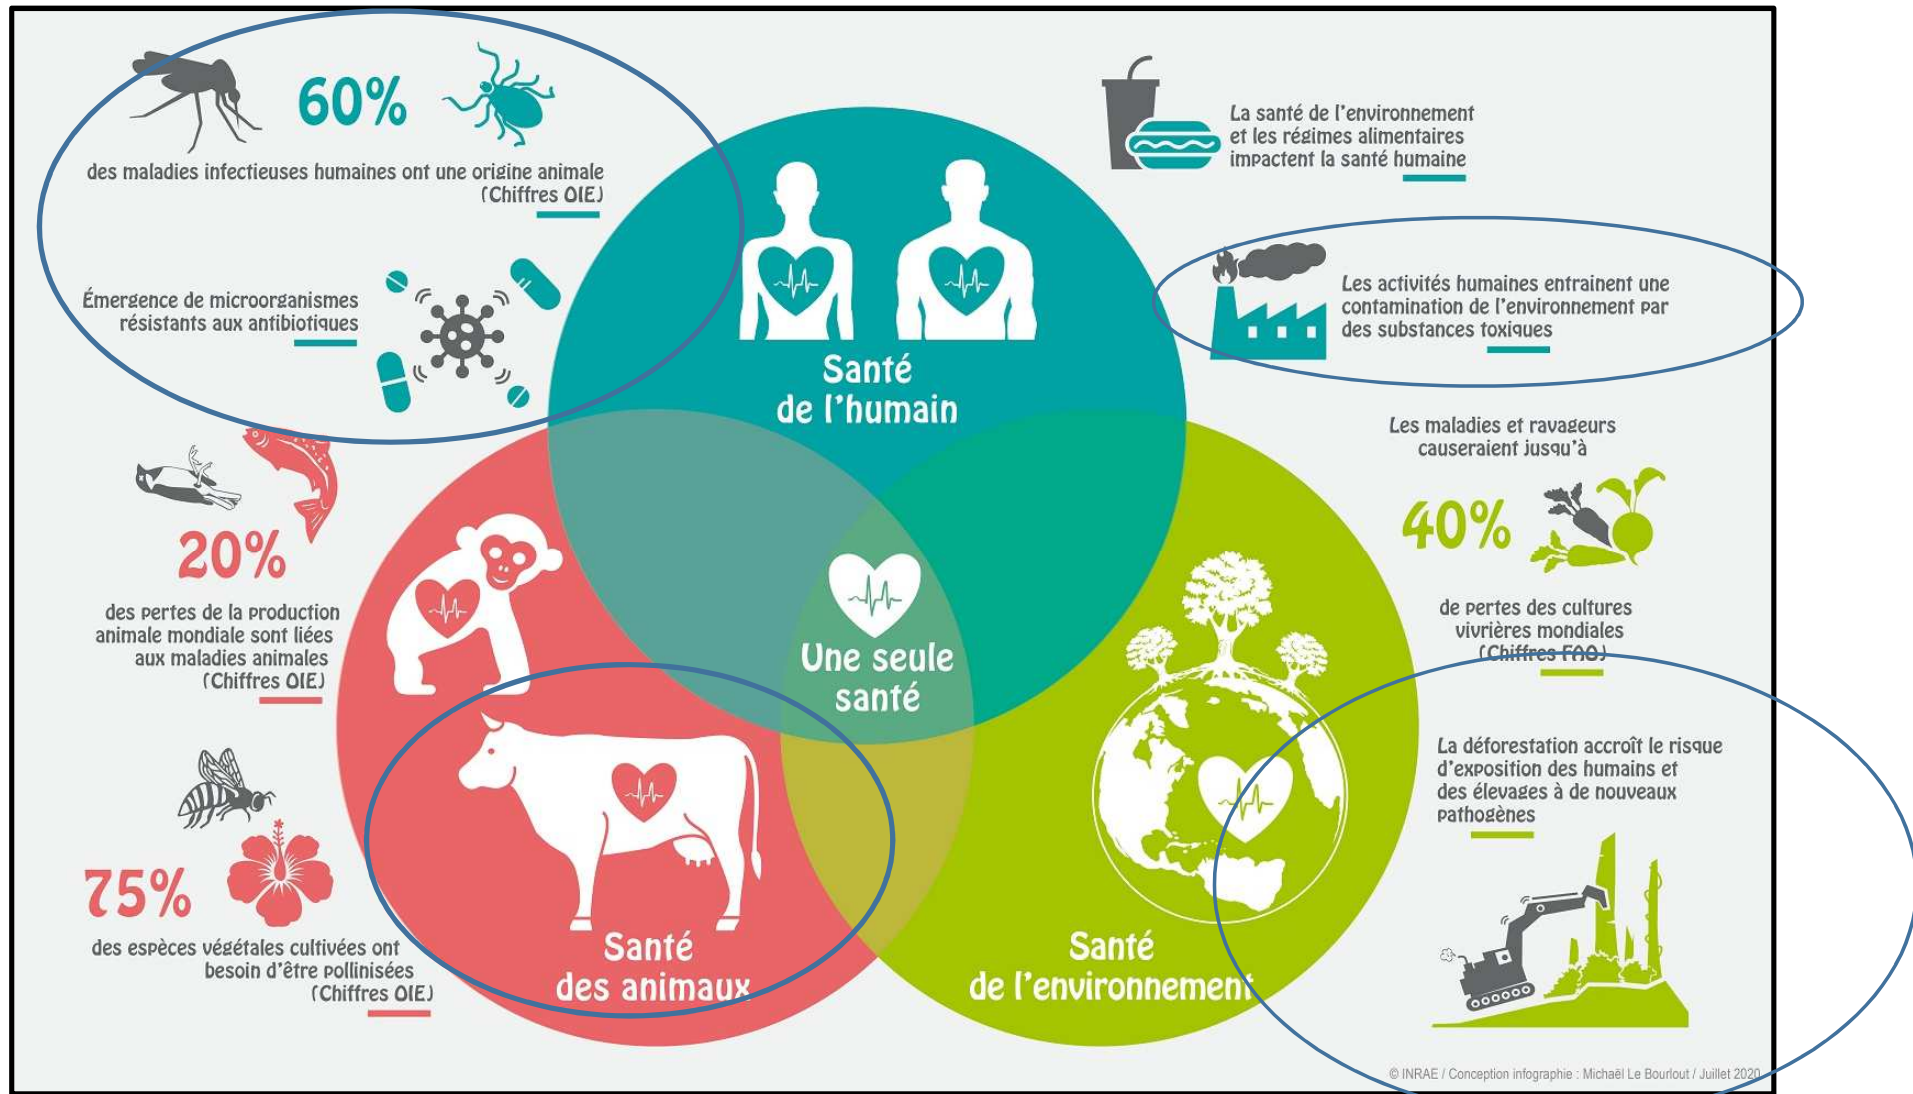 60%
des maladies infectieuses humaines ont une origine animale
(Chiffres OIE)
Émergence de microorganismes
résistants aux antibiotiques
20%
des pertes de la production
animale mondiale sont liées
aux maladies animales
(Chiffres OIE)
75%
des espèces végétales cultivées ont
besoin d'être pollinisées
(Chiffres OIE)
Santé
de l'humain
Une seule
santé
Santé
des animaux
Santé
de l'environnement
La santé de l'environnement
et les régimes alimentaires
impactent la santé humaine
Les activités humaines entrainent une
contamination de l'environnement par
des substances toxiques
Les maladies et ravageurs
causeraient jusqu'à
40%
de pertes des cultures
vivrières mondiales
(Chiffres FAO)
La déforestation accroît le risque
d'exposition des humains et
des élevages à de nouveaux
pathogènes
© INRAE / Conception infographie : Michaël Le Bourlout / Juillet 2020